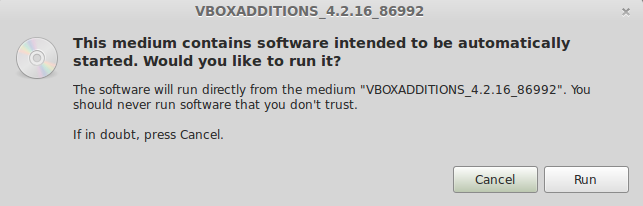 VBOXADDITIONS_4.2.16_86992
This medium contains software intended to be automatically
started. Would you like to run it?
The software will run directly from the medium "VBOXADDITIONS_4.2.16_86992". You
should never run software that you don't trust.
If in doubt, press Cancel.
Cancel
Run